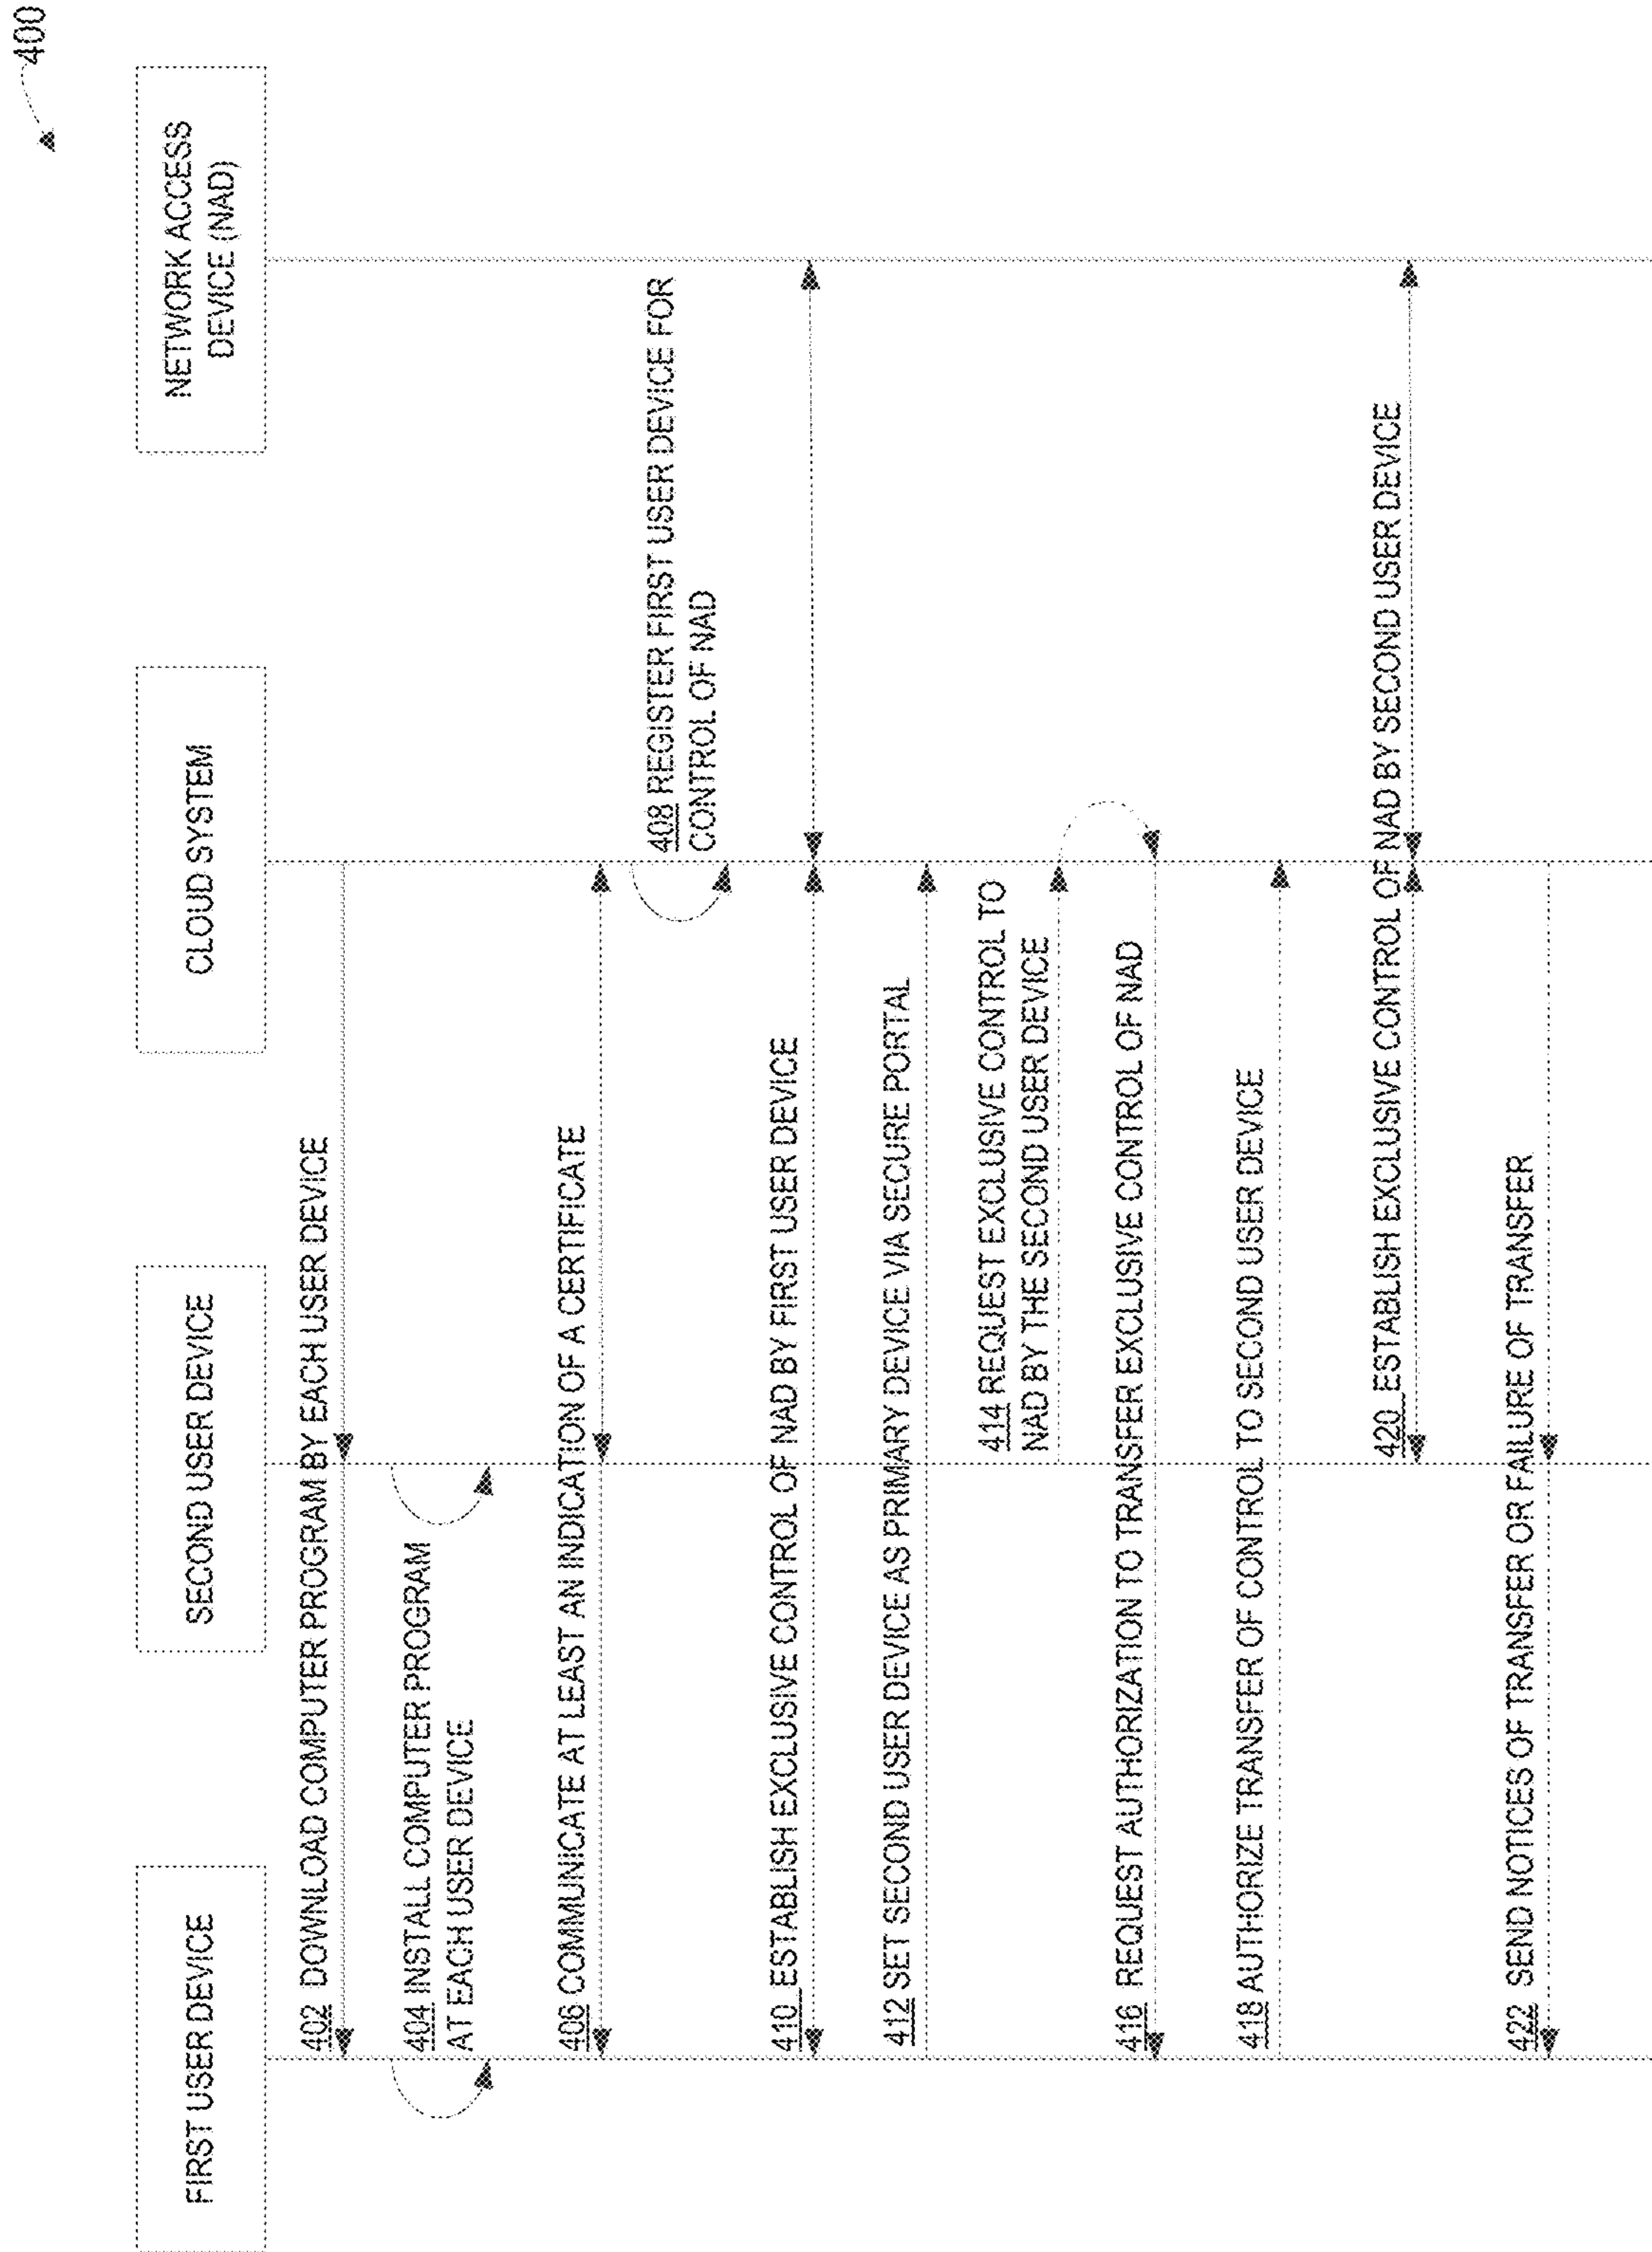 400
FIRST USER DEVICE
SECOND USER DEVICE
CLOUD SYSTEM
NETWORK ACCESS
DEVICE (NAD)
402 DOWNLOAD COMPUTER PROGRAM BY EACH USER DEVICE
404 INSTALL COMPUTER PROGRAM
AT EACH USER DEVICE
406 COMMUNICATE AT LEAST AN INDICATION OF A CERTIFICATE
408 REGISTER FIRST USER DEVICE FOR
CONTROL OF NAD
410 ESTABLISH EXCLUSIVE CONTROL OF NAD BY FIRST USER DEVICE
412 SET SECOND USER DEVICE AS PRIMARY DEVICE VIA SECURE PORTAL
414 REQUEST EXCLUSIVE CONTROL TO
NAD BY THE SECOND USER DEVICE
416 REQUEST AUTHORIZATION TO TRANSFER EXCLUSIVE CONTROL OF NAD
418 AUTHORIZE TRANSFER OF CONTROL TO SECOND USER DEVICE
420 ESTABLISH EXCLUSIVE CONTROL OF NAD BY SECOND USER DEVICE
422 SEND NOTICES OF TRANSFER OR FAILURE OF TRANSFER